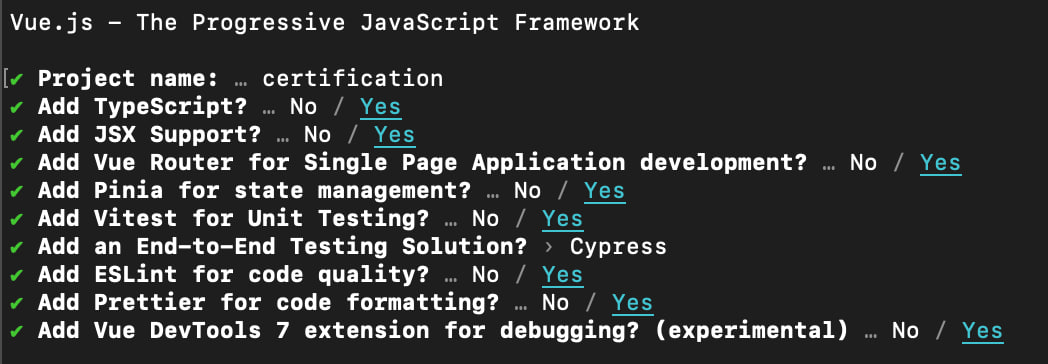 Vue.js - The Progressive JavaScript Framework
✔ Project name: … certification
✔ Add TypeScript? … No / Yes
✔ Add JSX Support? … No / Yes
✔ Add Vue Router for Single Page Application development? … No / Yes
✔ Add Pinia for state management? … No / Yes
✔ Add Vitest for Unit Testing? … No / Yes
✔ Add an End-to-End Testing Solution? › Cypress
✔ Add ESLint for code quality? … No / Yes
✔ Add Prettier for code formatting? … No / Yes
✔ Add Vue DevTools 7 extension for debugging? (experimental) … No / Yes